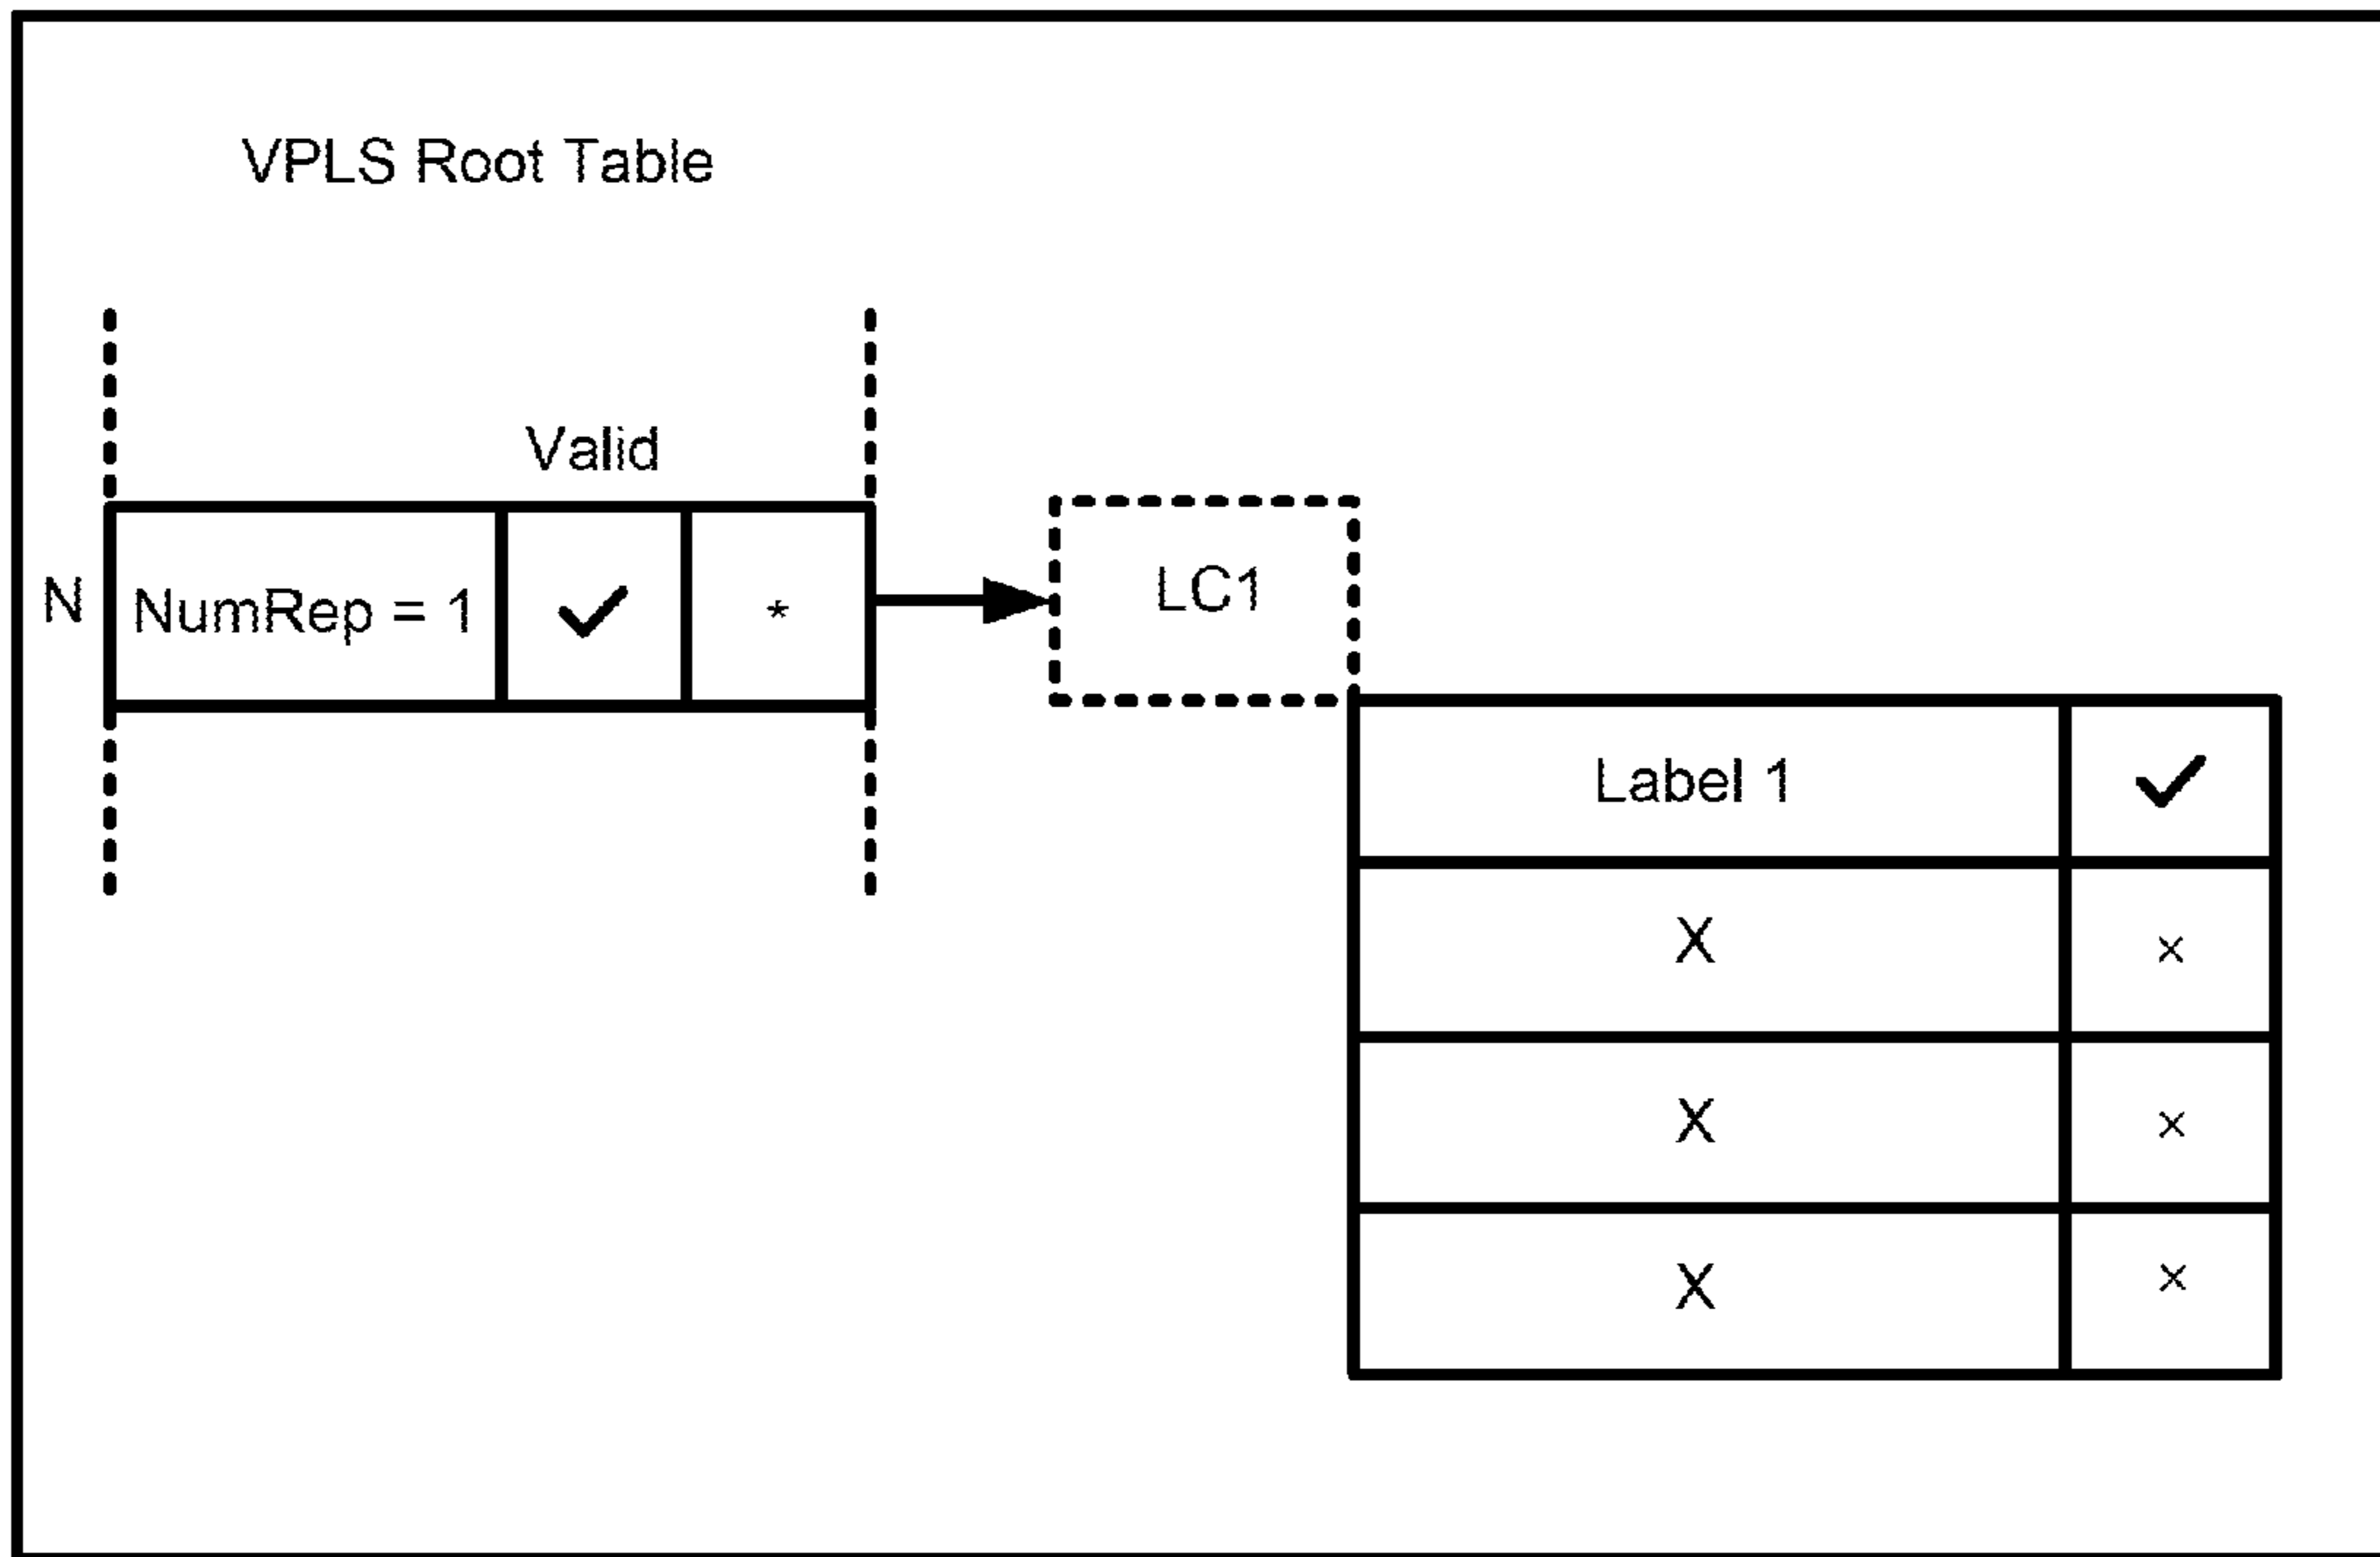 VPLS Root Table
Valid
N NumRep = 1 ✓ * LC1
Label 1 ✓
X ×
X ×
X ×